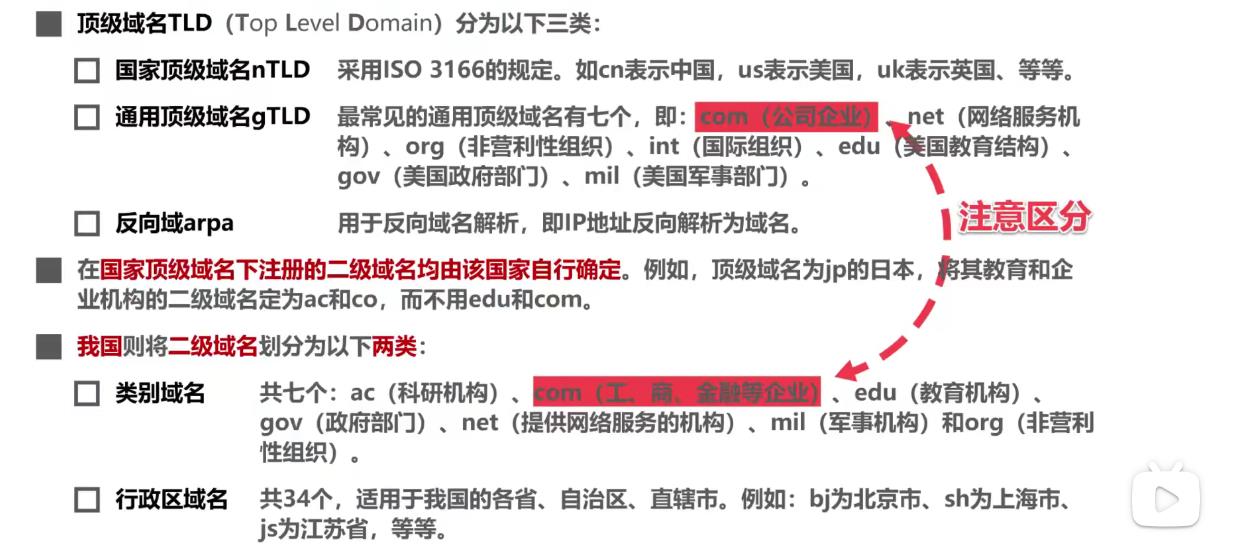 顶级域名TLD（Top Level Domain）分为以下三类：
国家顶级域名nTLD 采用ISO 3166的规定。如cn表示中国，us表示美国，uk表示英国、等等。
通用顶级域名gTLD 最常见的通用顶级域名有七个，即：com（公司企业）、net（网络服务机
构）、org（非营利性组织）、int（国际组织）、edu（美国教育结构）、
gov（美国政府部门）、mil（美国军事部门）。
反向域arpa 用于反向域名解析，即IP地址反向解析为域名。
注意区分
在国家顶级域名下注册的二级域名均由该国家自行确定。例如，顶级域名为jp的日本，将其教育和企
业机构的二级域名定为ac和co，而不用edu和com。
我国则将二级域名划分为以下两类：
类别域名 共七个：ac（科研机构）、com（工、商、金融等企业）、edu（教育机构）、
gov（政府部门）、net（提供网络服务的机构）、mil（军事机构）和org（非营利
性组织）。
行政区域名 共34个，适用于我国的各省、自治区、直辖市。例如：bj为北京市、sh为上海市、
js为江苏省，等等。